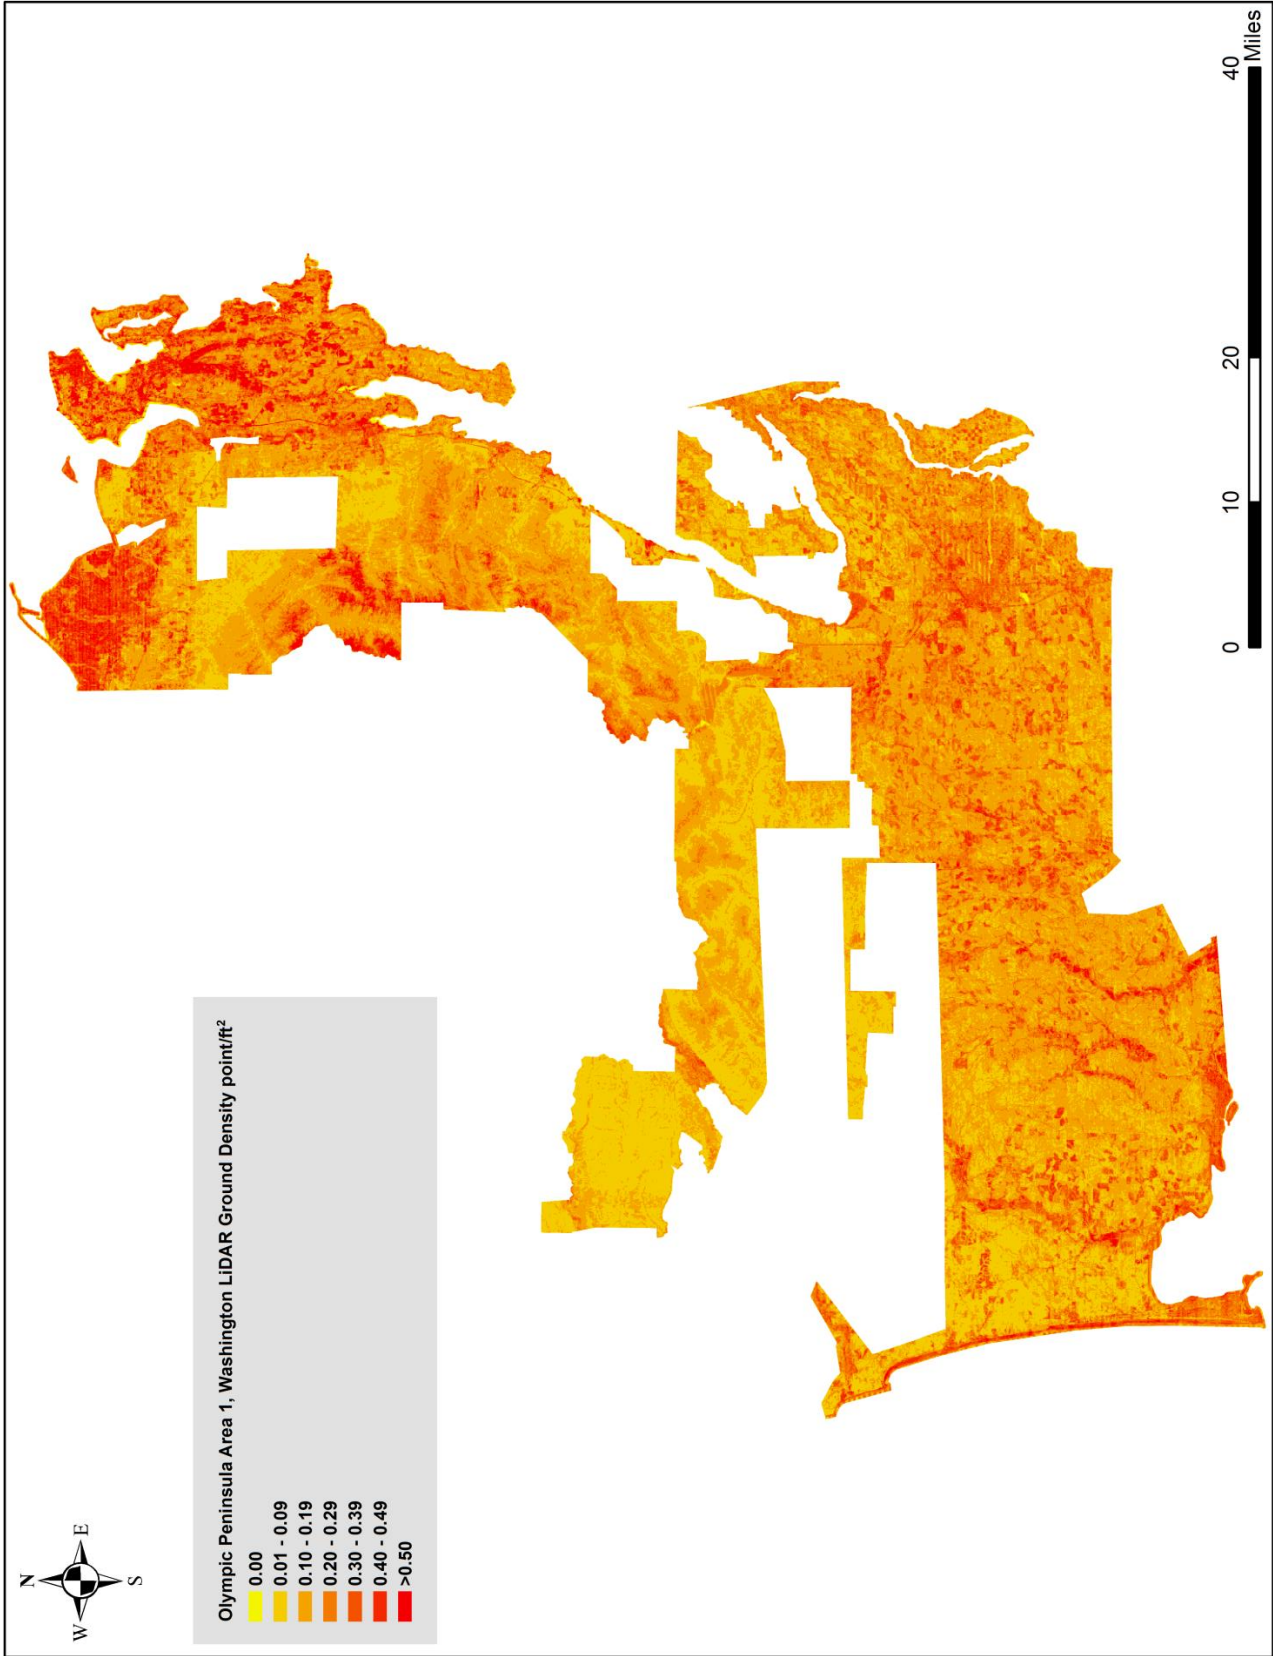 N
W E
S
Olympic Peninsula Area 1, Washington LiDAR Ground Density point/ft²
0.00
0.01 - 0.09
0.10 - 0.19
0.20 - 0.29
0.30 - 0.39
0.40 - 0.49
>0.50
0 10 20 40
Miles